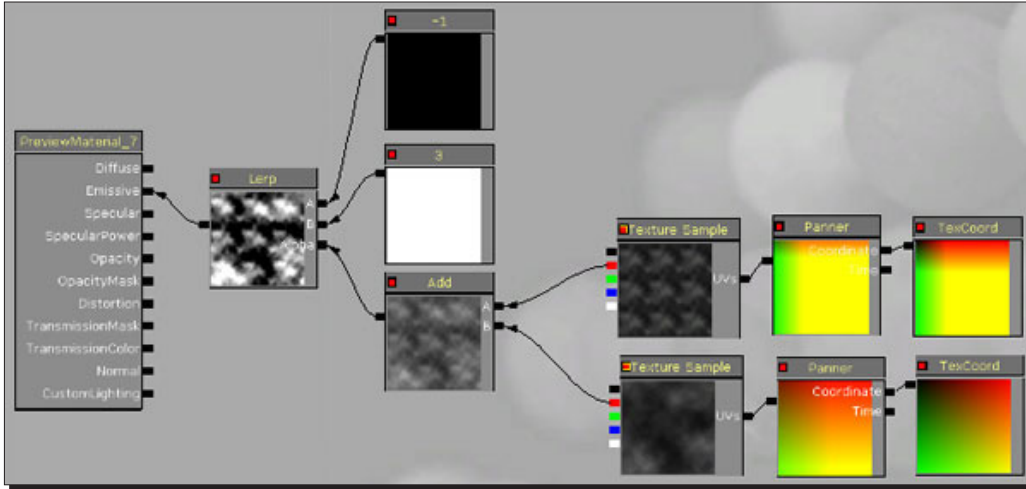 PreviewMaterial_7
Diffuse
Emissive
Specular
SpecularPower
Opacity
OpacityMask
Distortion
TransmissionMask
TransmissionColor
Normal
CustomLighting
Lerp
A
B
Alpha
-1
3
Add
A
B
Texture Sample
UVs
Panner
Coordinate
Time
TexCoord
Texture Sample
UVs
Panner
Coordinate
Time
TexCoord